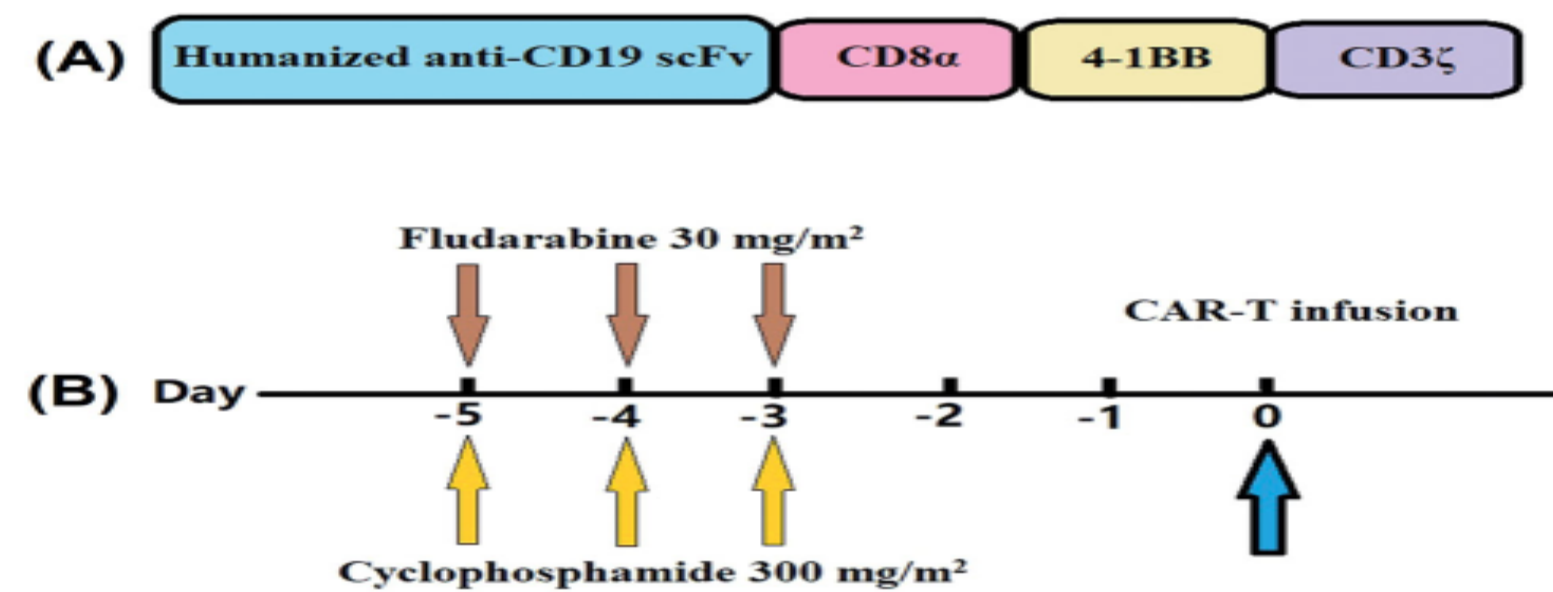 (A) Humanized anti-CD19 scFv CD8α 4-1BB CD3ζ
Fludarabine 30 mg/m²
CAR-T infusion
(B) Day
-5 -4 -3 -2 -1 0
Cyclophosphamide 300 mg/m²